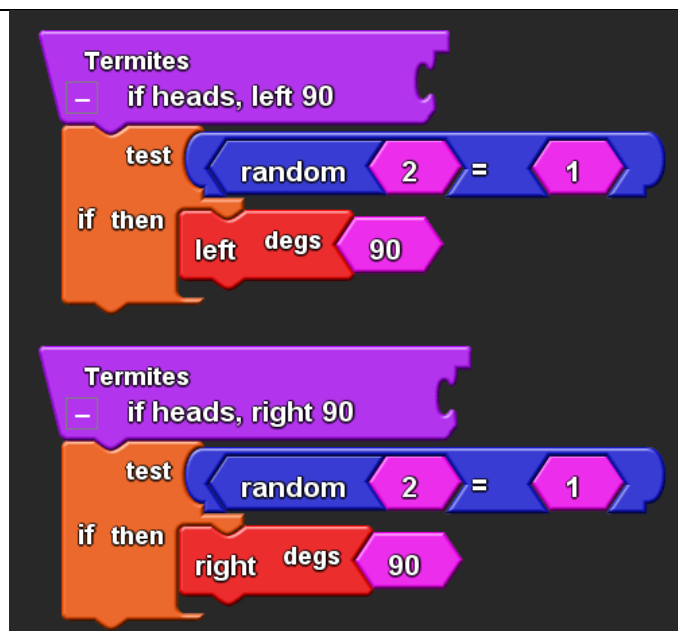 Termites
– if heads, left 90
test random 2 = 1
if then
left degs 90
Termites
– if heads, right 90
test random 2 = 1
if then
right degs 90